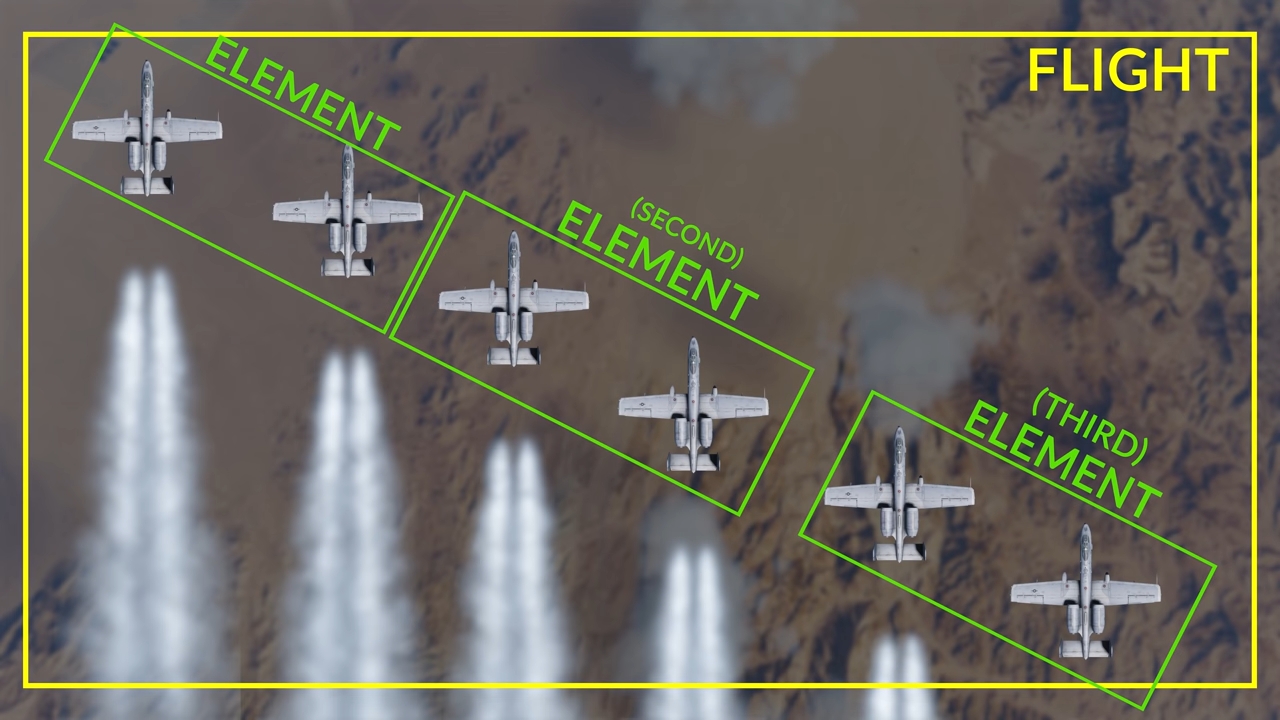 FLIGHT
ELEMENT
(SECOND)
ELEMENT
(THIRD)
ELEMENT